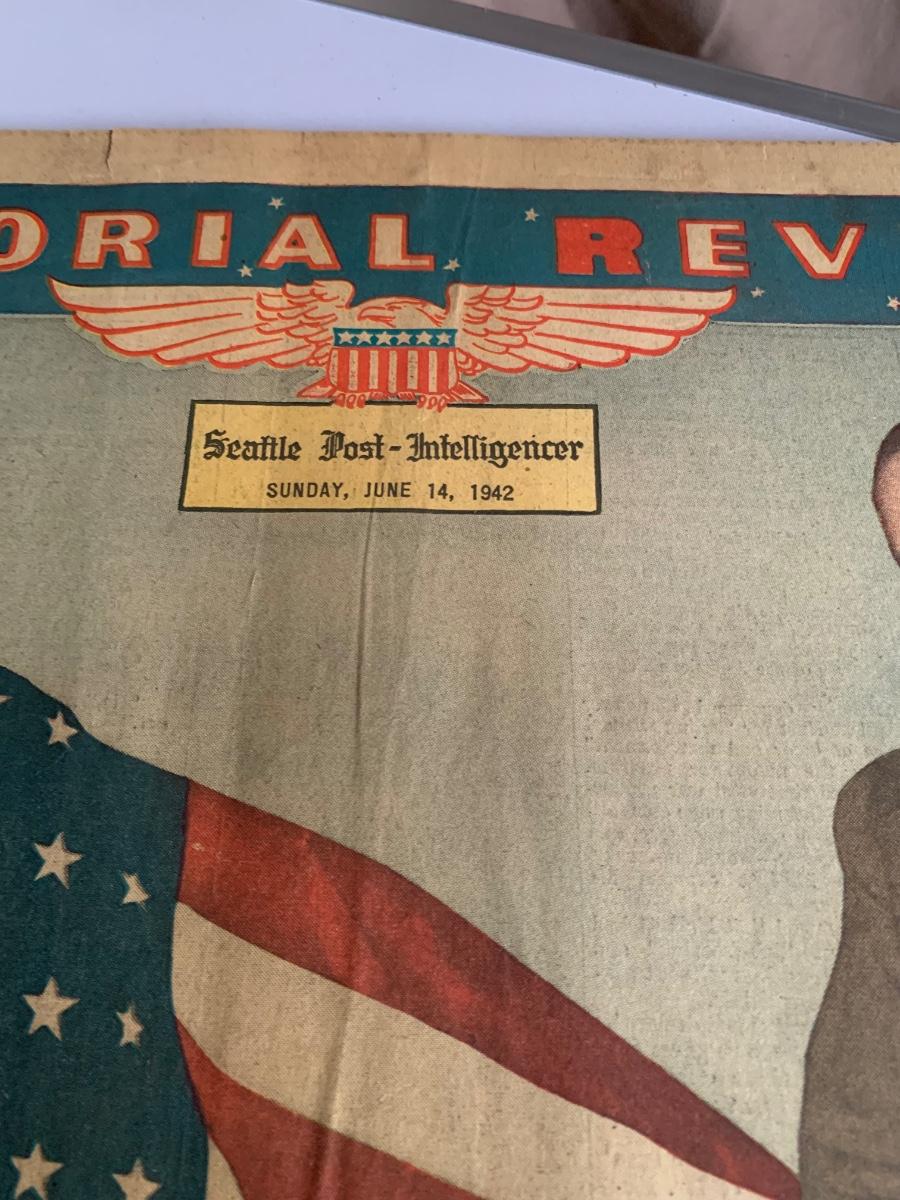 ORIAL REV
Seattle Post-Intelligencer
SUNDAY, JUNE 14, 1942